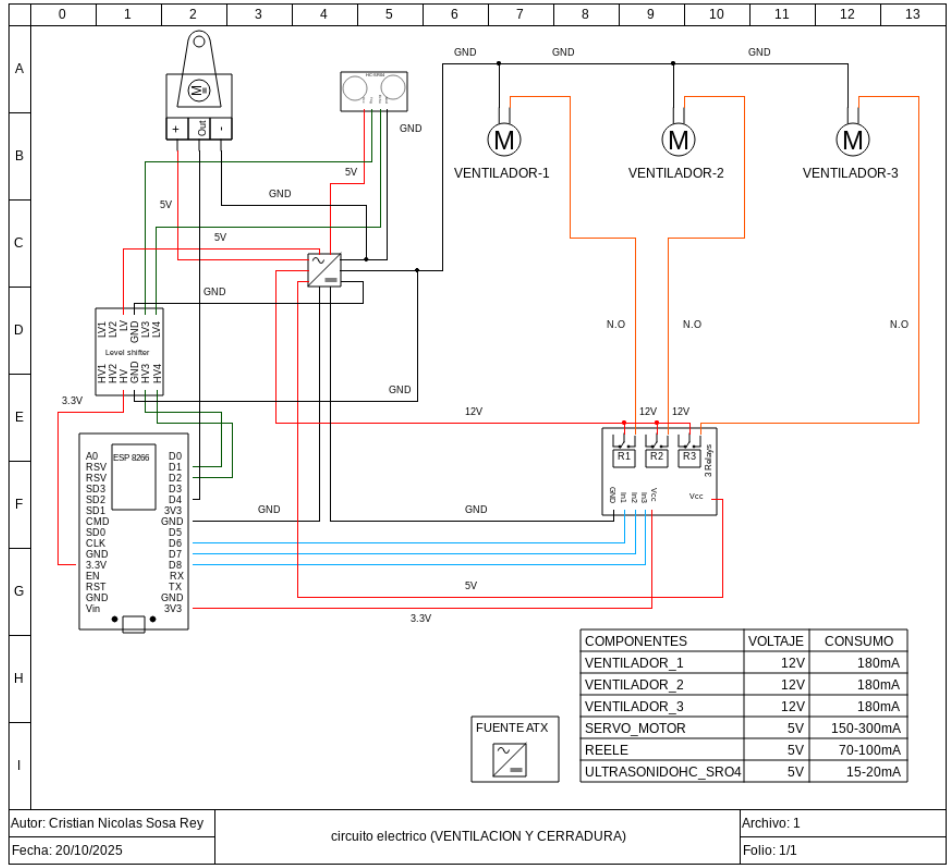 0 1 2 3 4 5 6 7 8 9 10 11 12 13
A
B
C
D
E
F
G
H
I
M
+ Out -
HC-SR04
GND
GND
GND
GND
M
M
M
VENTILADOR-1
VENTILADOR-2
VENTILADOR-3
5V
GND
5V
5V
GND
N.O
N.O
N.O
LV1 LV2 LV GND LV3 LV4
Level shifter
HV1 HV2 HV GND HV3 HV4
GND
3.3V
12V
12V
12V
R1
R2
R3
3 Relays
GND In1 In2 In3 Vcc
Vcc
ESP 8266
A0 D0
RSV D1
RSV D2
SD3 D3
SD2 D4
SD1 3V3
CMD GND
SD0 D5
CLK D6
GND D7
3.3V D8
EN RX
RST TX
GND GND
Vin 3V3
GND
GND
5V
3.3V
COMPONENTES VOLTAJE CONSUMO
VENTILADOR_1 12V 180mA
VENTILADOR_2 12V 180mA
VENTILADOR_3 12V 180mA
SERVO_MOTOR 5V 150-300mA
REELE 5V 70-100mA
ULTRASONIDOHC_SRO4 5V 15-20mA
FUENTE ATX
Autor: Cristian Nicolas Sosa Rey
Fecha: 20/10/2025
circuito electrico (VENTILACION Y CERRADURA)
Archivo: 1
Folio: 1/1